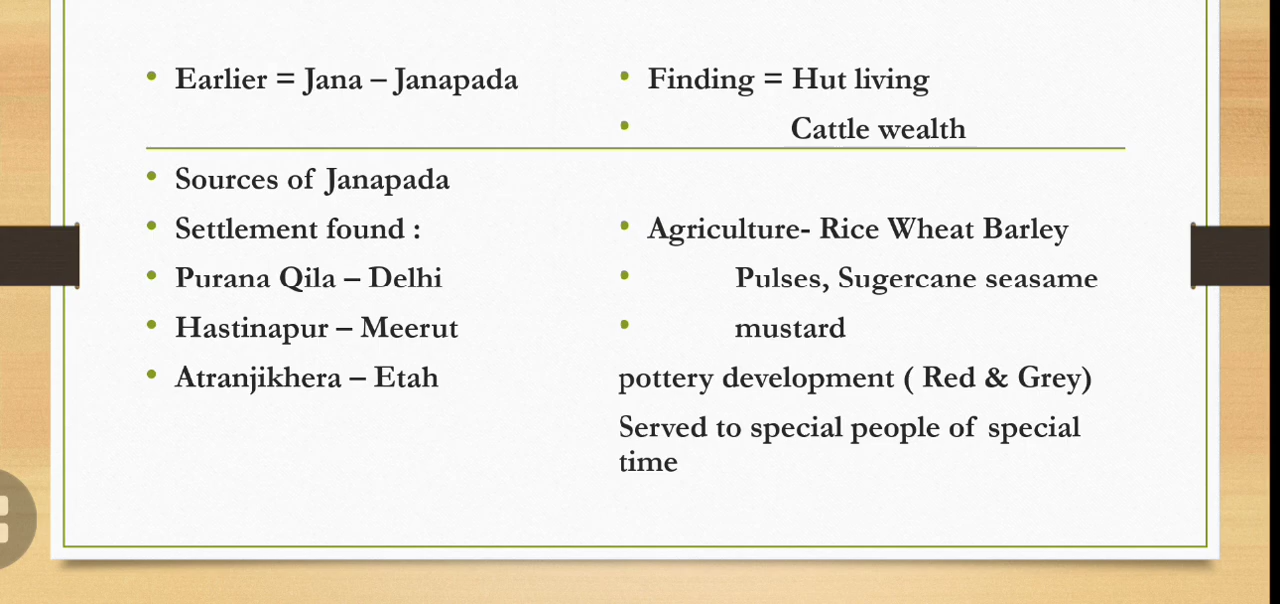 • Earlier = Jana – Janapada
• Sources of Janapada
• Settlement found :
• Purana Qila – Delhi
• Hastinapur – Meerut
• Atranjikhera – Etah
• Finding = Hut living
• Cattle wealth
• Agriculture- Rice Wheat Barley
• Pulses, Sugercane seasame
• mustard
pottery development ( Red & Grey)
Served to special people of special
time